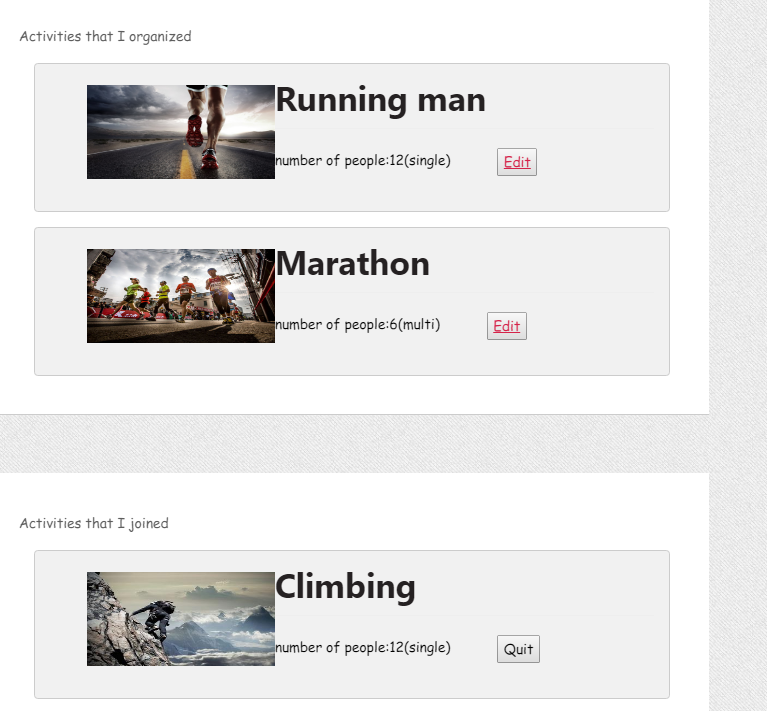 Activities that I organized
Running man
number of people:12(single)
Edit
Marathon
number of people:6(multi)
Edit
Activities that I joined
Climbing
number of people:12(single)
Quit